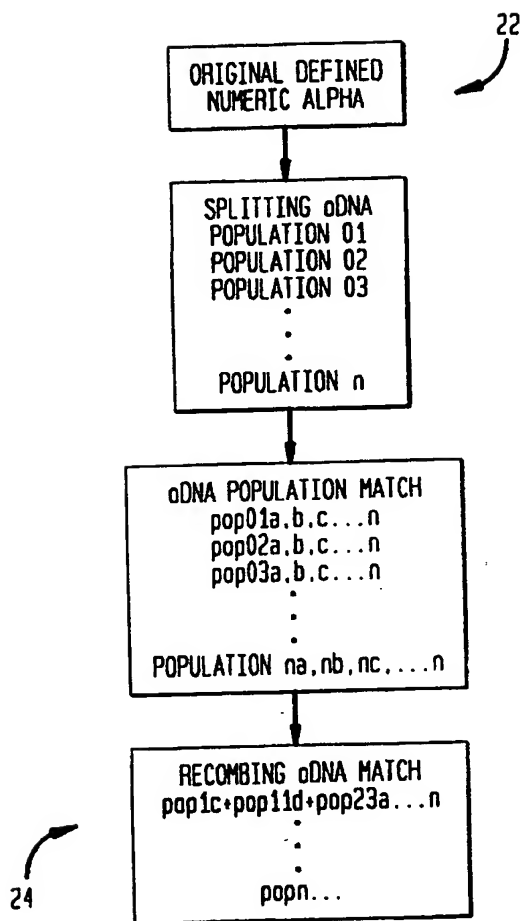 22
ORIGINAL DEFINED
NUMERIC ALPHA
SPLITTING oDNA
POPULATION 01
POPULATION 02
POPULATION 03
.
.
.
POPULATION n
oDNA POPULATION MATCH
pop01a,b,c...n
pop02a,b,c...n
pop03a,b,c...n
.
.
.
POPULATION na,nb,nc,...n
RECOMBING oDNA MATCH
pop1c+pop11d+pop23a...n
.
.
.
popn...
24